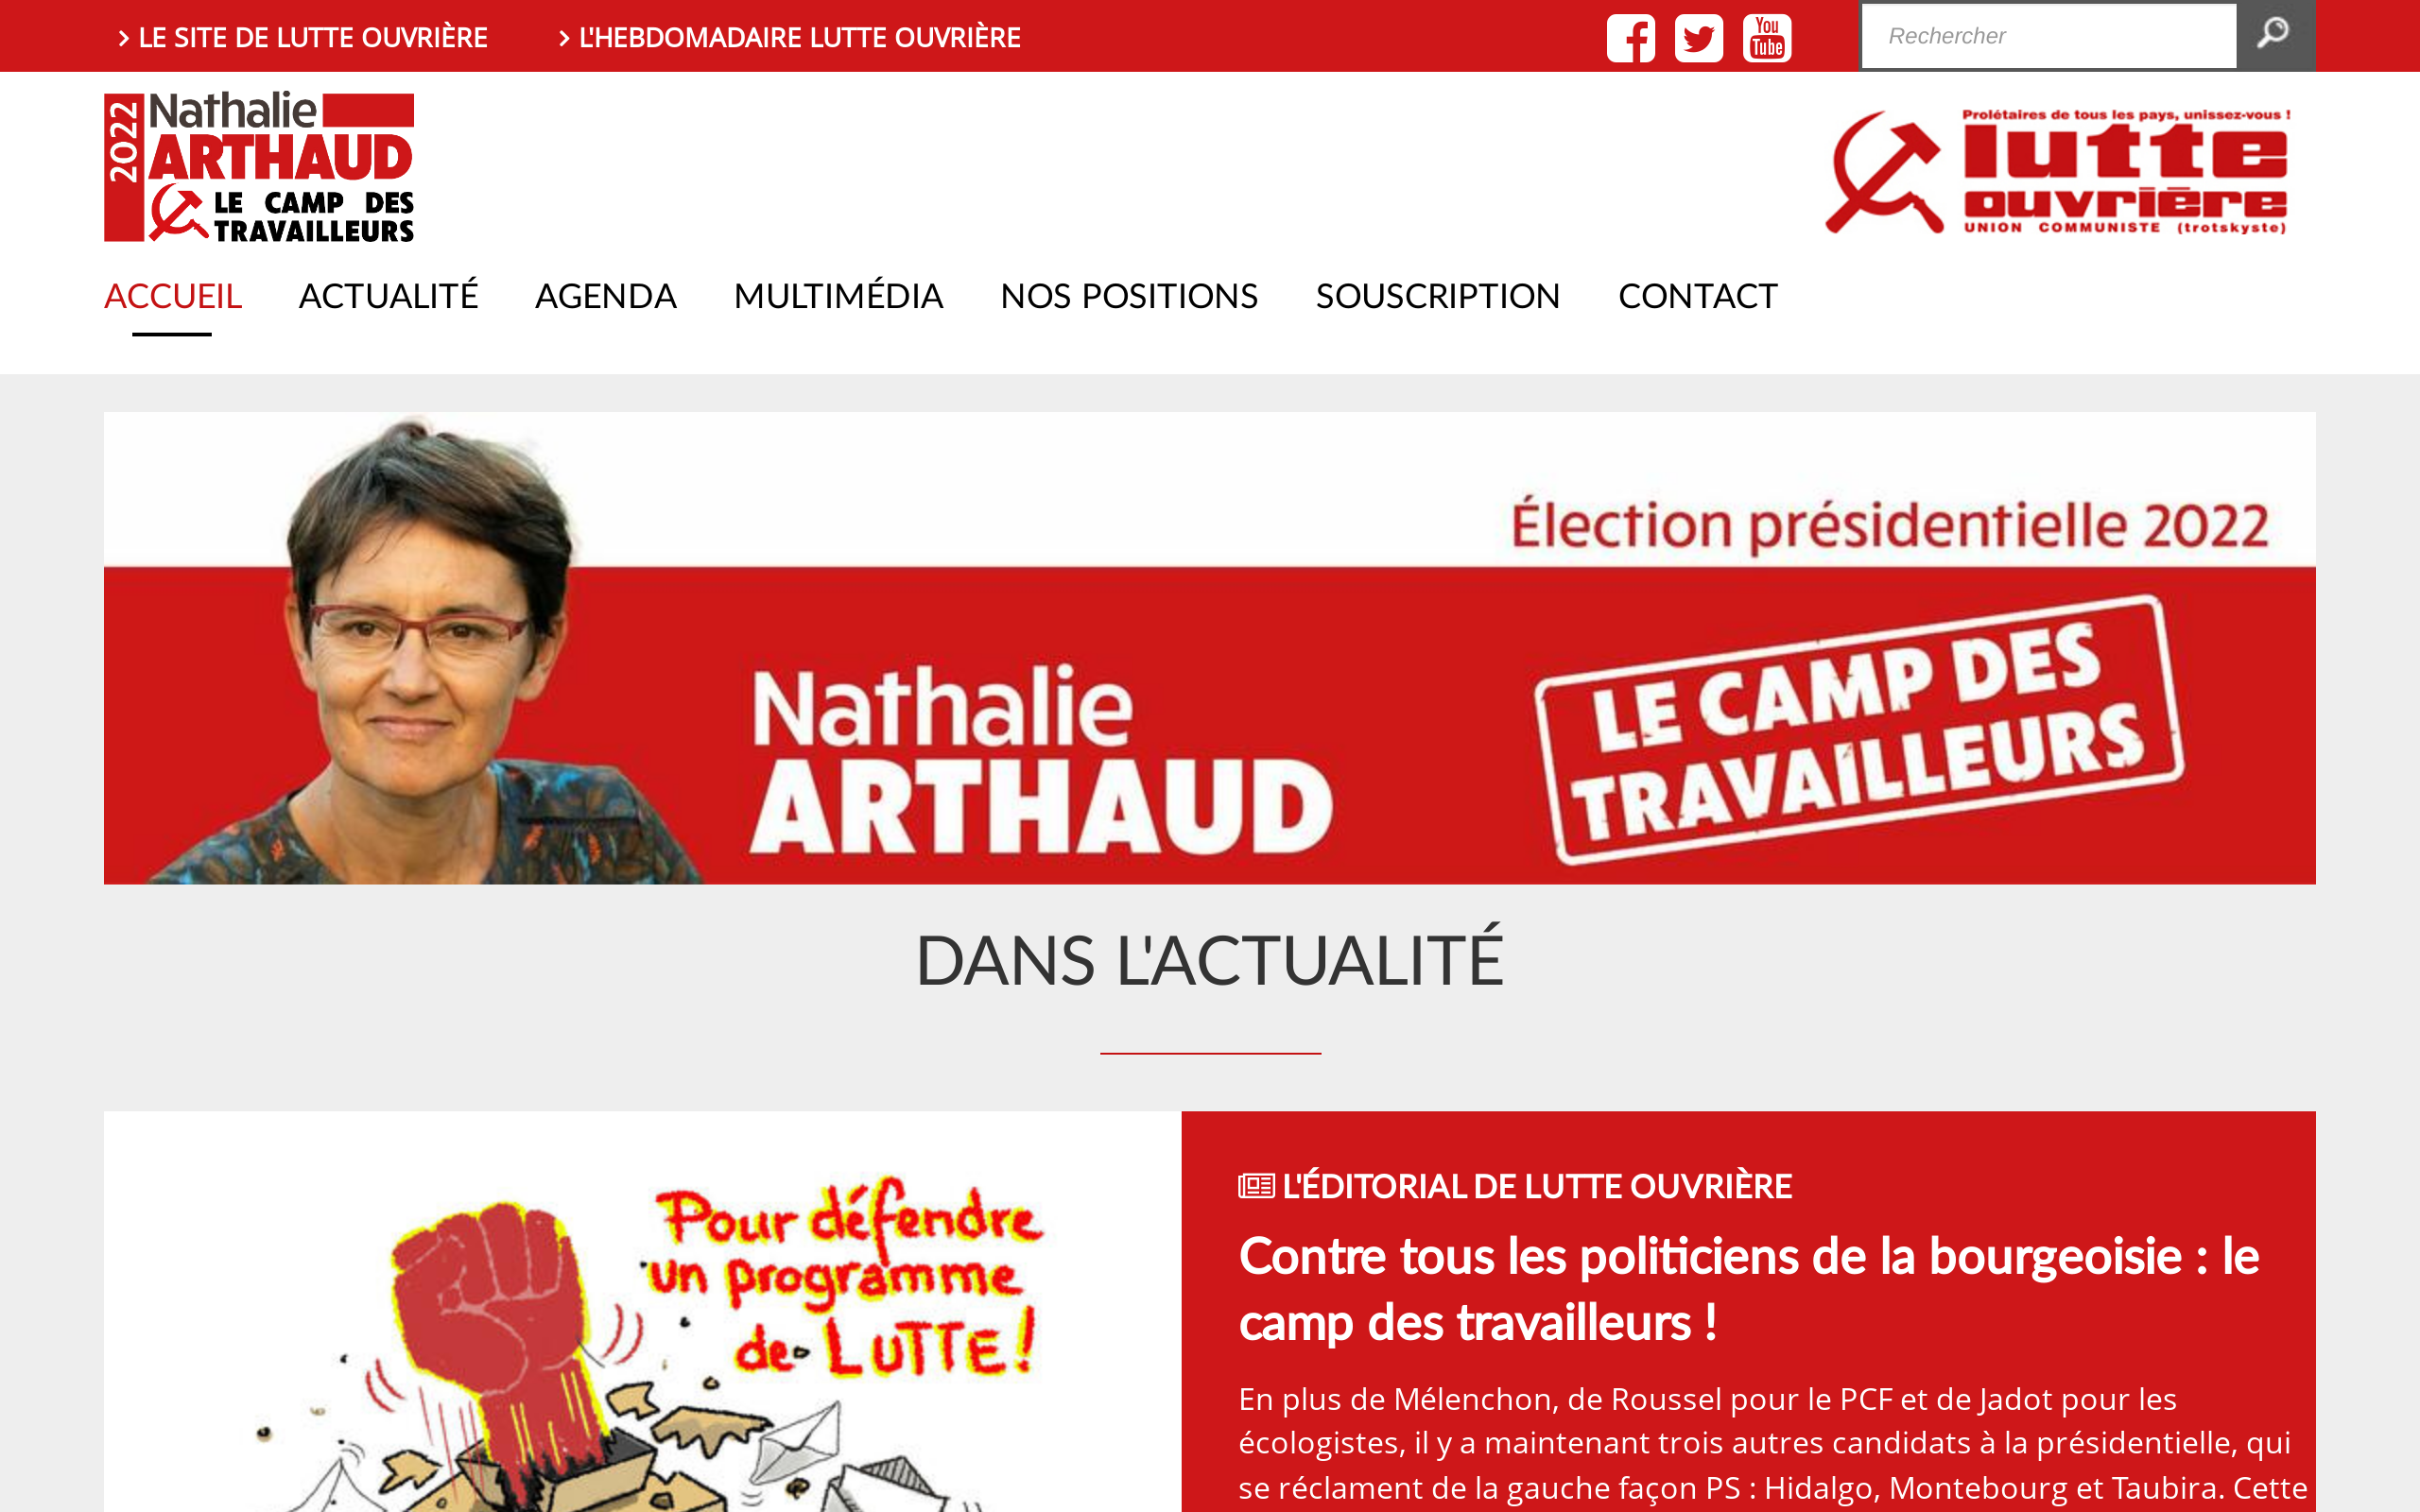 LE SITE DE LUTTE OUVRIÈRE
L'HEBDOMADAIRE LUTTE OUVRIÈRE
You
Tube
Rechercher
2022
Nathalie
ARTHAUD
LE CAMP DES
TRAVAILLEURS
Prolétaires de tous les pays, unissez-vous !
lutte
ouvrière
UNION COMMUNISTE (trotskyste)
ACCUEIL
ACTUALITÉ
AGENDA
MULTIMÉDIA
NOS POSITIONS
SOUSCRIPTION
CONTACT
Élection présidentielle 2022
Nathalie
ARTHAUD
LE CAMP DES
TRAVAILLEURS
DANS L'ACTUALITÉ
Pour défendre
un programme
de LUTTE!
L'ÉDITORIAL DE LUTTE OUVRIÈRE
Contre tous les politiciens de la bourgeoisie : le
camp des travailleurs !
En plus de Mélenchon, de Roussel pour le PCF et de Jadot pour les
écologistes, il y a maintenant trois autres candidats à la présidentielle, qui
se réclament de la gauche façon PS : Hidalgo, Montebourg et Taubira. Cette